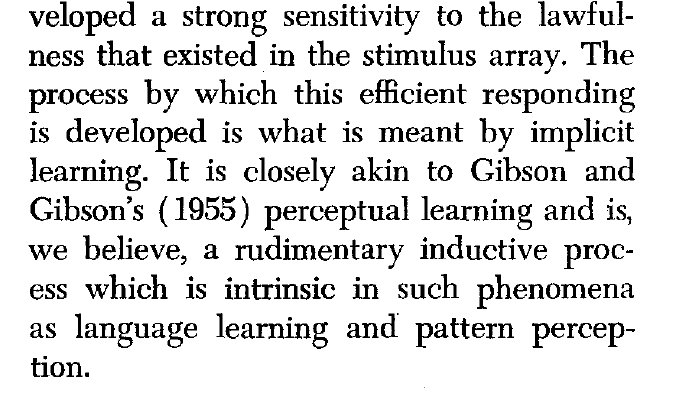 veloped a strong sensitivity to the lawful-
ness that existed in the stimulus array. The
process by which this efficient responding
is developed is what is meant by implicit
learning. It is closely akin to Gibson and
Gibson's (1955) perceptual learning and is,
we believe, a rudimentary inductive proc-
ess which is intrinsic in such phenomena
as language learning and pattern percep-
tion.